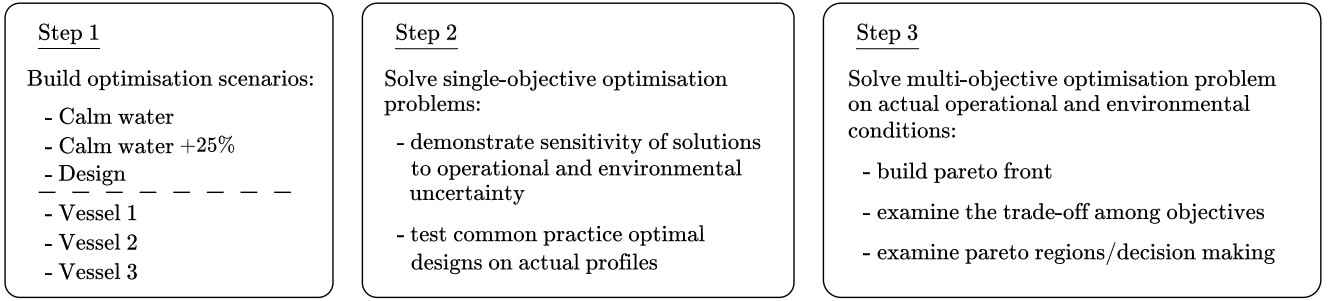 Step 1
Build optimisation scenarios:
- Calm water
- Calm water +25%
- Design
- Vessel 1
- Vessel 2
- Vessel 3
Step 2
Solve single-objective optimisation
problems:
- demonstrate sensitivity of solutions
to operational and environmental
uncertainty
- test common practice optimal
designs on actual profiles
Step 3
Solve multi-objective optimisation problem
on actual operational and environmental
conditions:
- build pareto front
- examine the trade-off among objectives
- examine pareto regions/decision making